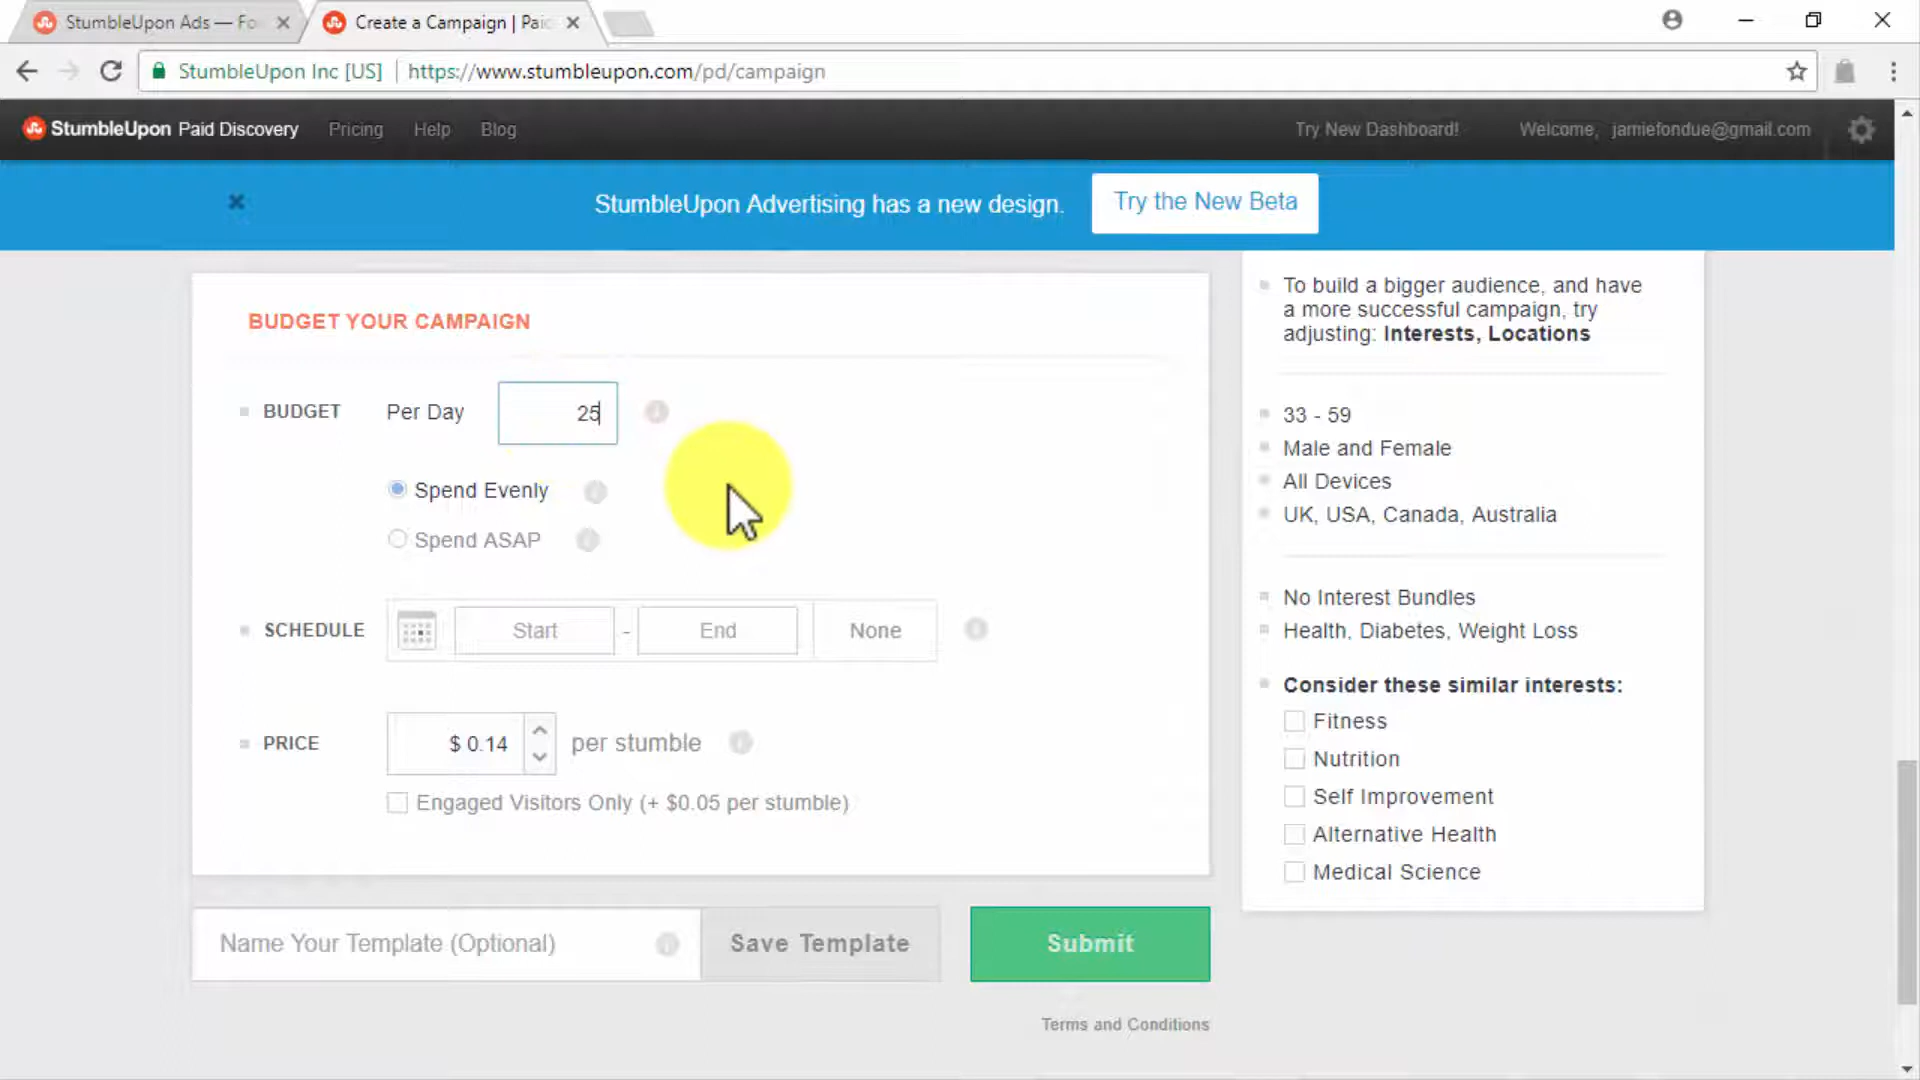 StumbleUpon Ads — Fo
Create a Campaign | Paid
StumbleUpon Inc [US]
https://www.stumbleupon.com/pd/campaign
StumbleUpon Paid Discovery
Pricing
Help
Blog
Try New Dashboard!
Welcome, jamiefondue@gmail.com
StumbleUpon Advertising has a new design.
Try the New Beta
BUDGET YOUR CAMPAIGN
BUDGET
Per Day
25
Spend Evenly
Spend ASAP
SCHEDULE
Start
-
End
None
PRICE
$ 0.14
per stumble
Engaged Visitors Only (+ $0.05 per stumble)
Name Your Template (Optional)
Save Template
Submit
Terms and Conditions
To build a bigger audience, and have
a more successful campaign, try
adjusting: Interests, Locations
33 - 59
Male and Female
All Devices
UK, USA, Canada, Australia
No Interest Bundles
Health, Diabetes, Weight Loss
Consider these similar interests:
Fitness
Nutrition
Self Improvement
Alternative Health
Medical Science